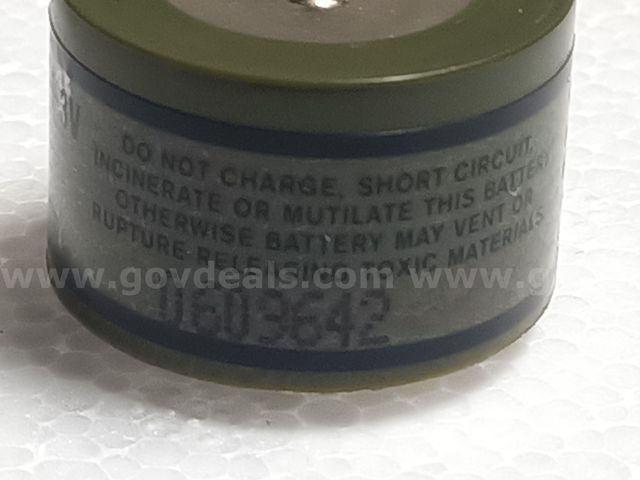 3V
DO NOT CHARGE, SHORT CIRCUIT,
INCINERATE OR MUTILATE THIS BATTERY
OTHERWISE BATTERY MAY VENT OR
RUPTURE RELEASING TOXIC MATERIALS.
www.govdeals.com www.g
0603642